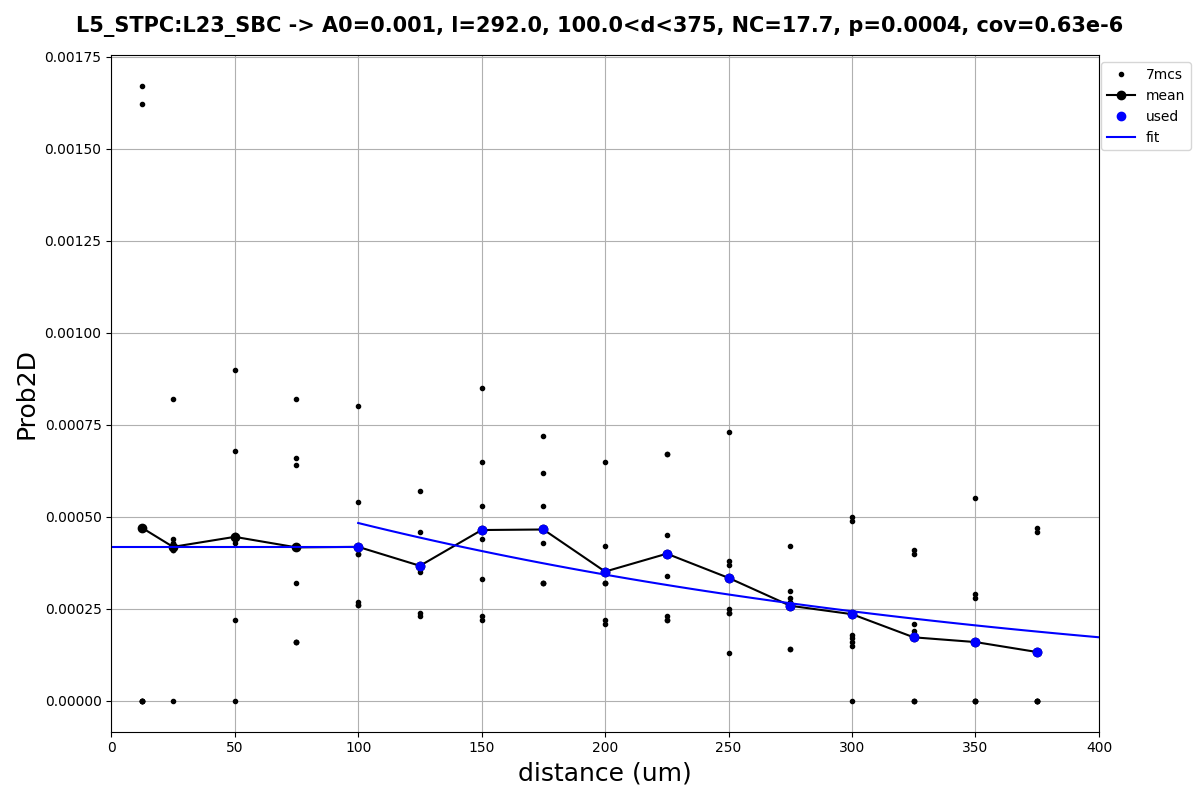 L5_STPC:L23_SBC -> A0=0.001, l=292.0, 100.0<d<375, NC=17.7, p=0.0004, cov=0.63e-6
7mcs
mean
used
fit
Prob2D
0.00175
0.00150
0.00125
0.00100
0.00075
0.00050
0.00025
0.00000
0 50 100 150 200 250 300 350 400
distance (um)